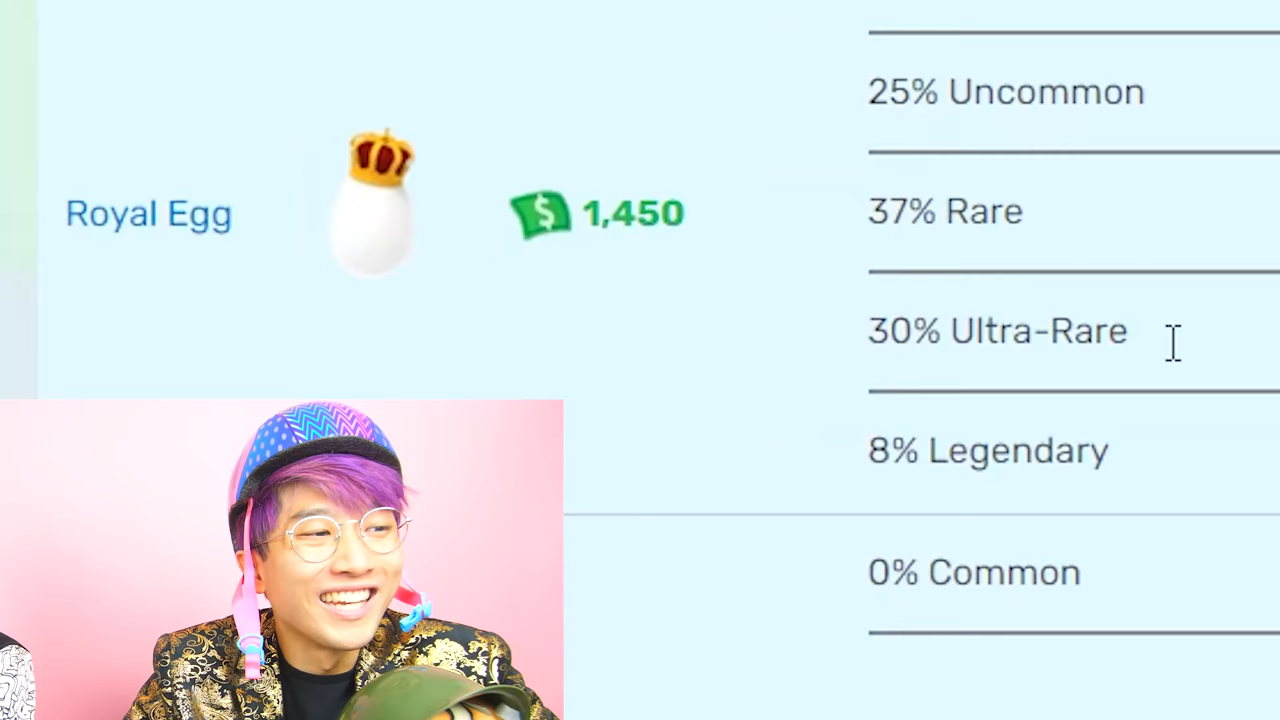 25% Uncommon
Royal Egg
$ 1,450
37% Rare
30% Ultra-Rare
8% Legendary
0% Common